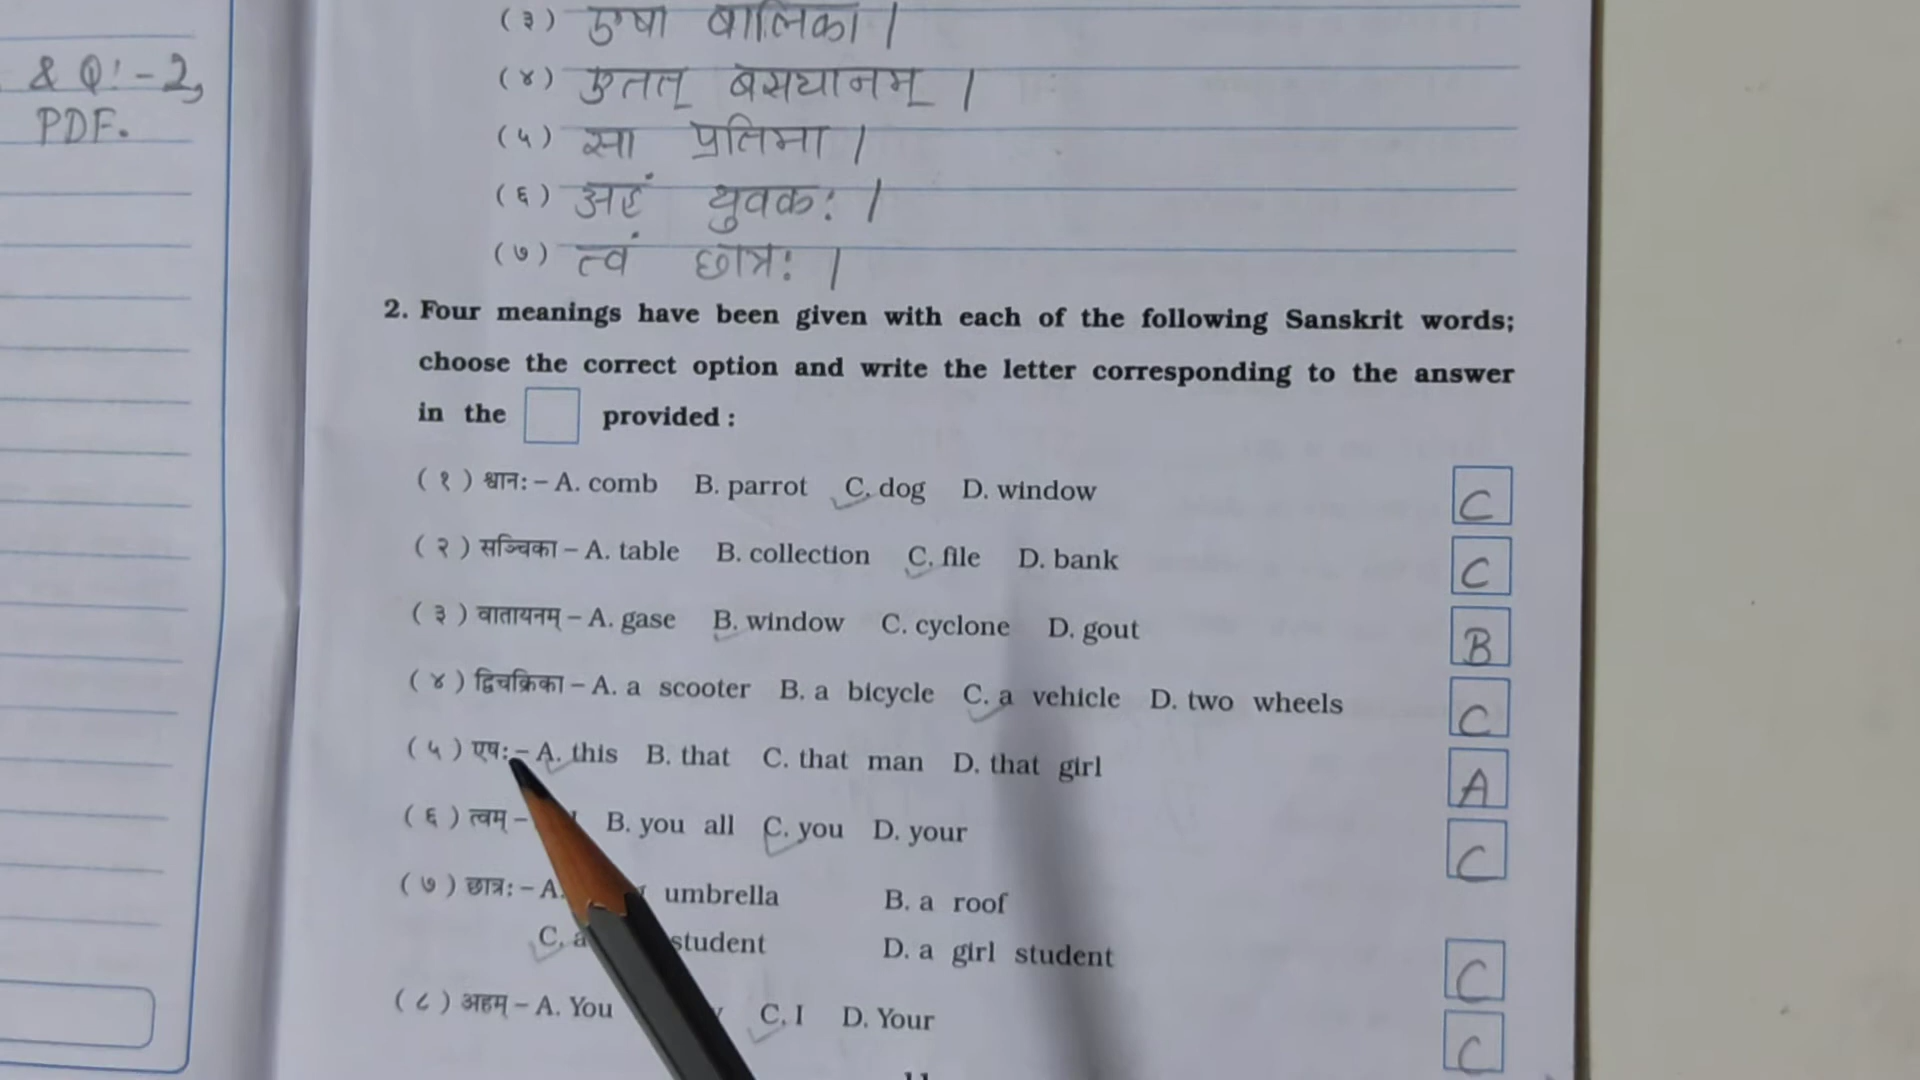 (३) एषा बालिका।
& Q:-2,
(४) एतत् बसयानम्।
PDF.
(५) सा प्रतिमा।
(६) अहं युवकः।
(७) त्वं छात्रः।
2. Four meanings have been given with each of the following Sanskrit words;
choose the correct option and write the letter corresponding to the answer
in the provided :
(१) श्वानः – A. comb B. parrot C. dog D. window C
(२) सञ्चिका – A. table B. collection C. file D. bank C
(३) वातायनम् – A. gase B. window C. cyclone D. gout B
(४) द्विचक्रिका – A. a scooter B. a bicycle C. a vehicle D. two wheels C
(५) एषः – A. this B. that C. that man D. that girl A
(६) त्वम् – B. you all C. you D. your C
(७) छात्रः – A. umbrella B. a roof
C. a student D. a girl student C
(८) अहम् – A. You C. I D. Your C